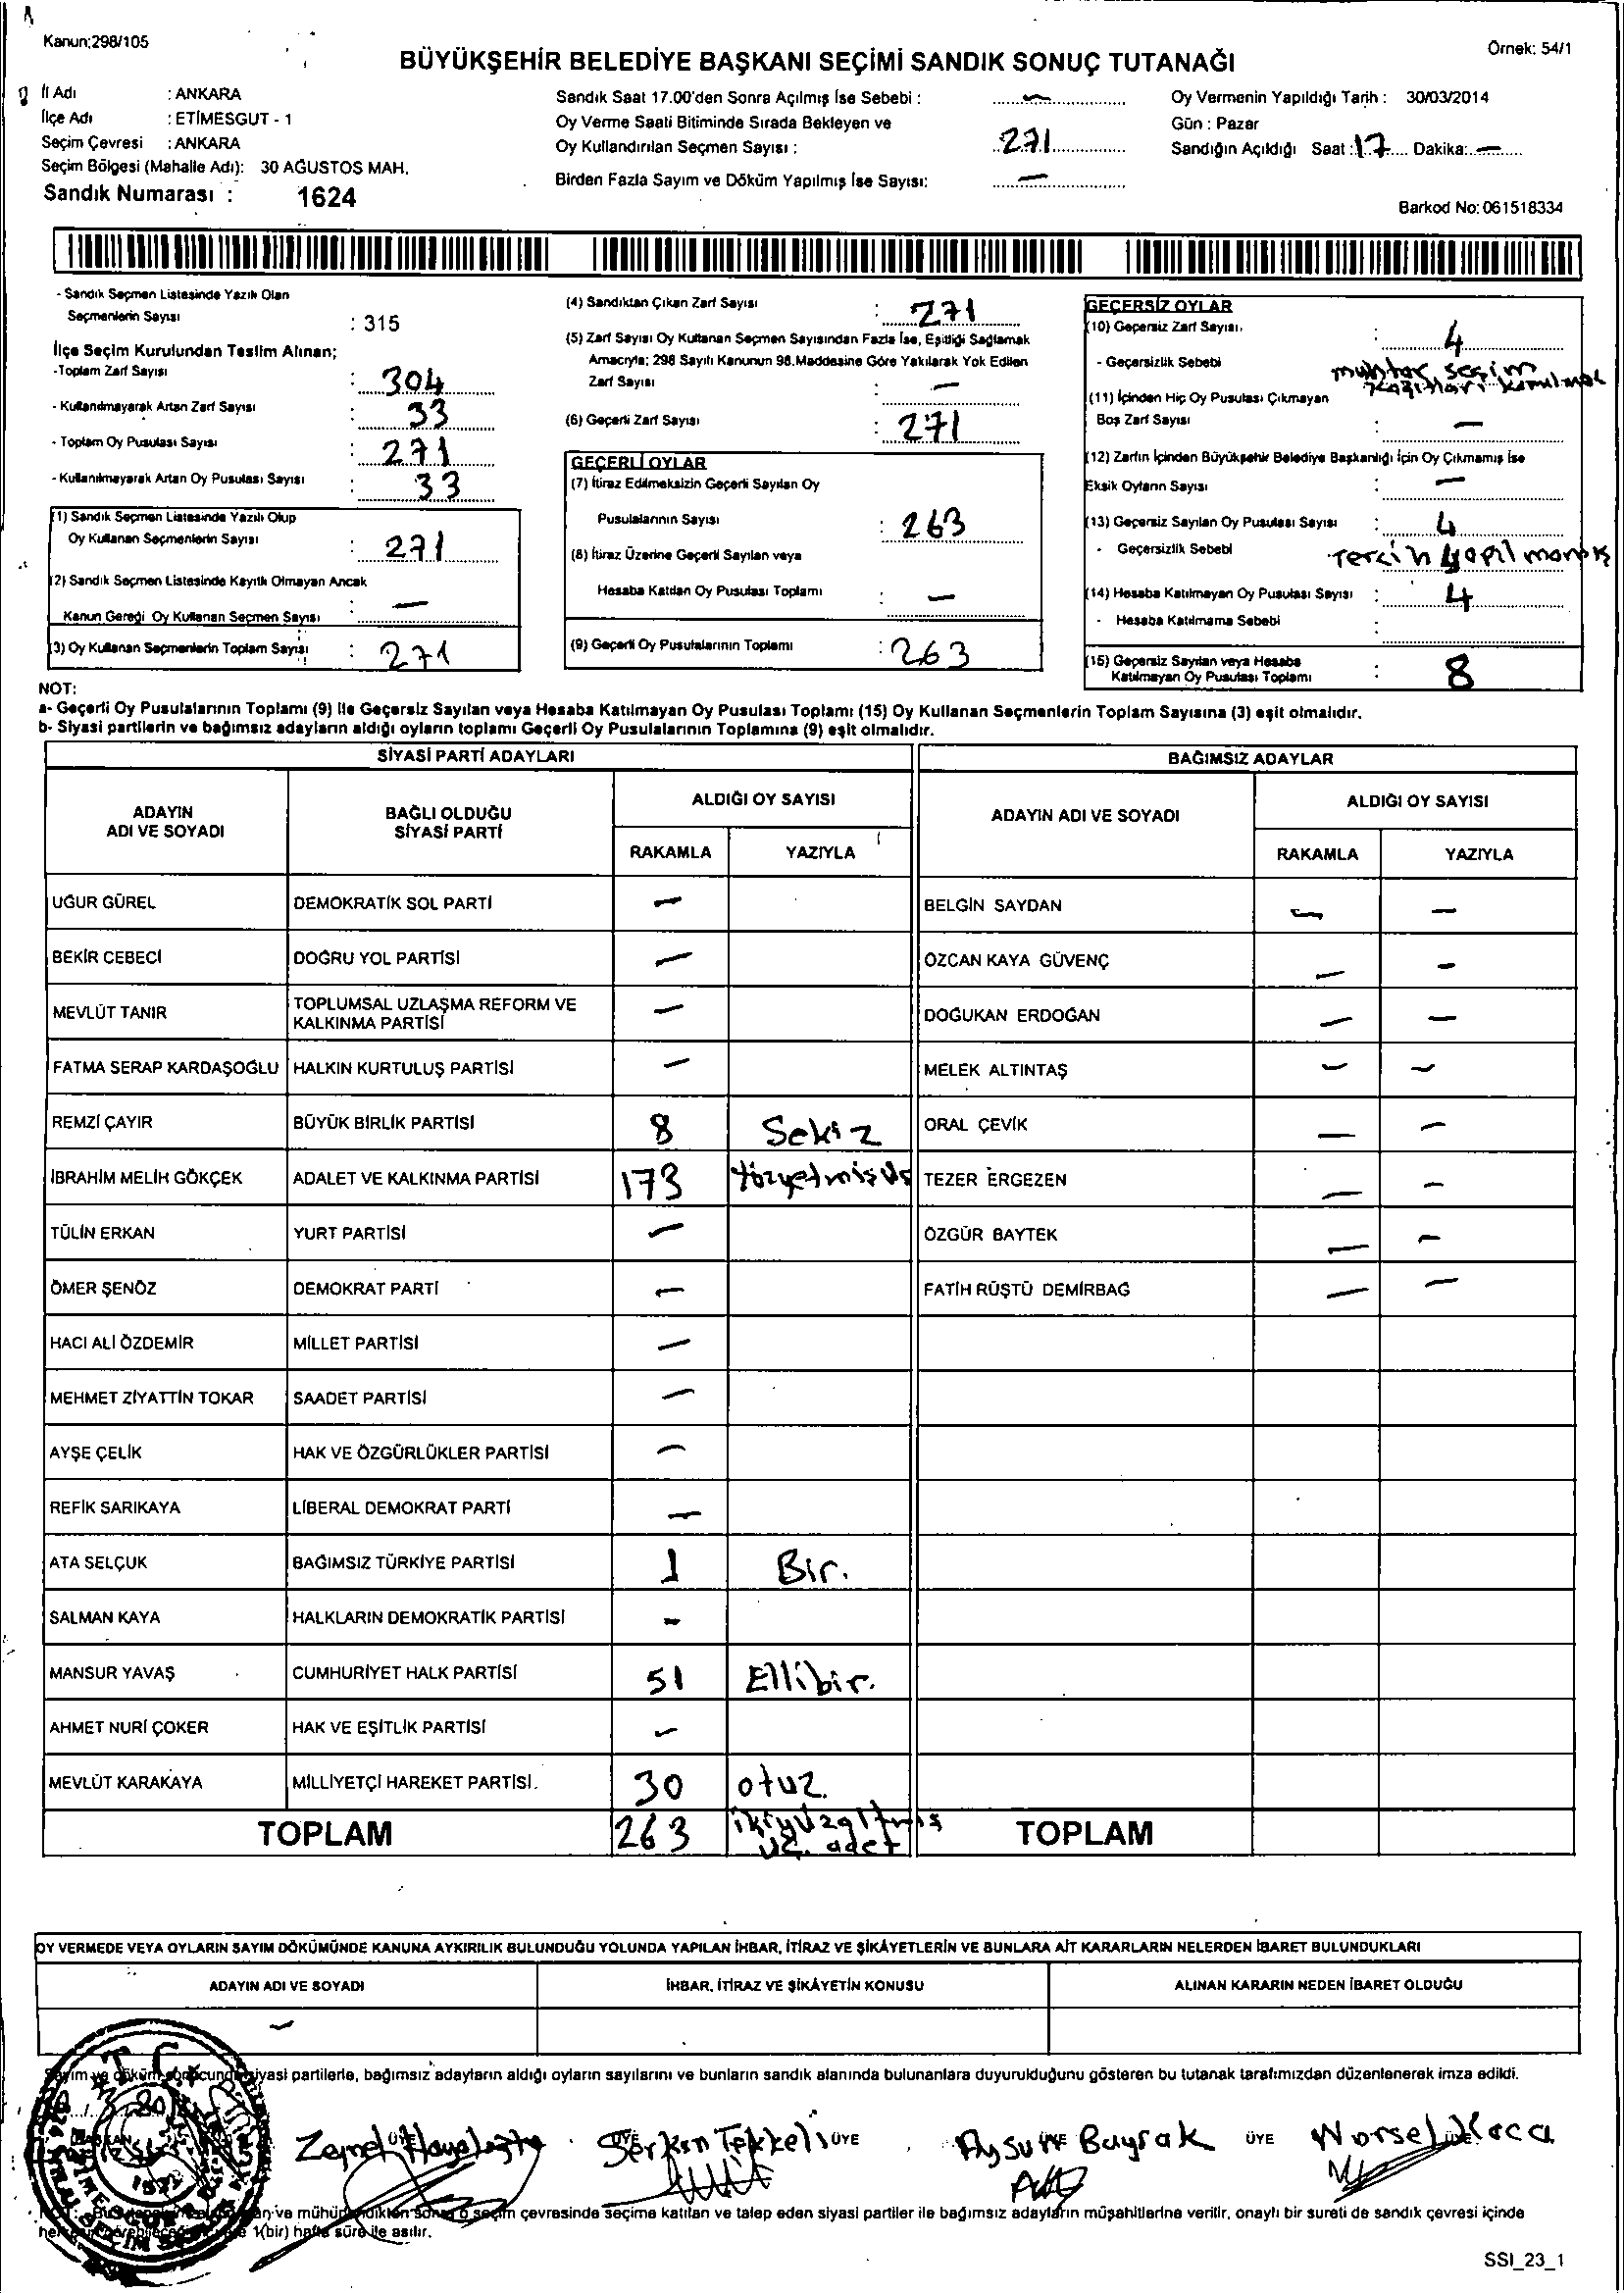 Kanun;298/105
Örnek: 54/1
BÜYÜKŞEHİR BELEDİYE BAŞKANI SEÇİMİ SANDIK SONUÇ TUTANAĞI
İl Adı : ANKARA
İlçe Adı : ETİMESGUT - 1
Seçim Çevresi : ANKARA
Seçim Bölgesi (Mahalle Adı): 30 AĞUSTOS MAH.
Sandık Numarası : 1624
Sandık Saat 17.00'den Sonra Açılmış İse Sebebi : –
Oy Verme Saati Bitiminde Sırada Bekleyen ve
Oy Kullandırılan Seçmen Sayısı : 271
Birden Fazla Sayım ve Döküm Yapılmış İse Sayısı: –
Oy Vermenin Yapıldığı Tarih : 30/03/2014
Gün : Pazar
Sandığın Açıldığı Saat : 17 Dakika: –
Barkod No: 061518334
- Sandık Seçmen Listesinde Yazılı Olan
Seçmenlerin Sayısı : 315
İlçe Seçim Kurulundan Teslim Alınan;
-Toplam Zarf Sayısı : 304
- Kullanılmayarak Artan Zarf Sayısı : 33
- Toplam Oy Pusulası Sayısı : 271
- Kullanılmayarak Artan Oy Pusulası Sayısı : 33
(1) Sandık Seçmen Listesinde Yazılı Olup
Oy Kullanan Seçmenlerin Sayısı : 271
(2) Sandık Seçmen Listesinde Kayıtlı Olmayan Ancak
Kanun Gereği Oy Kullanan Seçmen Sayısı : –
(3) Oy Kullanan Seçmenlerin Toplam Sayısı : 271
(4) Sandıktan Çıkan Zarf Sayısı : 271
(5) Zarf Sayısı Oy Kullanan Seçmen Sayısından Fazla İse, Eşitliği Sağlamak
Amacıyla; 298 Sayılı Kanunun 98.Maddesine Göre Yakılarak Yok Edilen
Zarf Sayısı : –
(6) Geçerli Zarf Sayısı : 271
GEÇERLİ OYLAR
(7) İtiraz Edilmeksizin Geçerli Sayılan Oy
Pusulalarının Sayısı : 263
(8) İtiraz Üzerine Geçerli Sayılan veya
Hesaba Katılan Oy Pusulası Toplamı : –
(9) Geçerli Oy Pusulalarının Toplamı : 263
GEÇERSİZ OYLAR
(10) Geçersiz Zarf Sayısı. : 4
- Geçersizlik Sebebi muhtar seçim
kağıtları konulmak
(11) İçinden Hiç Oy Pusulası Çıkmayan
Boş Zarf Sayısı : –
(12) Zarfın İçinden Büyükşehir Belediye Başkanlığı İçin Oy Çıkmamış İse
Eksik Oyların Sayısı : –
(13) Geçersiz Sayılan Oy Pusulası Sayısı : 4
- Geçersizlik Sebebi Tercih yapılmamış
(14) Hesaba Katılmayan Oy Pusulası Sayısı : 4
- Hesaba Katılmama Sebebi :
(15) Geçersiz Sayılan veya Hesaba
Katılmayan Oy Pusulası Toplamı : 8
NOT:
a- Geçerli Oy Pusulalarının Toplamı (9) ile Geçersiz Sayılan veya Hesaba Katılmayan Oy Pusulası Toplamı (15) Oy Kullanan Seçmenlerin Toplam Sayısına (3) eşit olmalıdır.
b- Siyasi partilerin ve bağımsız adayların aldığı oyların toplamı Geçerli Oy Pusulalarının Toplamına (9) eşit olmalıdır.
SİYASİ PARTİ ADAYLARI
BAĞIMSIZ ADAYLAR
ADAYIN ADI VE SOYADI
BAĞLI OLDUĞU SİYASİ PARTİ
ALDIĞI OY SAYISI
RAKAMLA YAZIYLA
ADAYIN ADI VE SOYADI
ALDIĞI OY SAYISI
RAKAMLA YAZIYLA
UĞUR GÜREL DEMOKRATİK SOL PARTİ – BELGİN SAYDAN – –
BEKİR CEBECİ DOĞRU YOL PARTİSİ – ÖZCAN KAYA GÜVENÇ – –
MEVLÜT TANIR TOPLUMSAL UZLAŞMA REFORM VE KALKINMA PARTİSİ – DOĞUKAN ERDOĞAN – –
FATMA SERAP KARDAŞOĞLU HALKIN KURTULUŞ PARTİSİ – MELEK ALTINTAŞ – –
REMZİ ÇAYIR BÜYÜK BİRLİK PARTİSİ 8 Sekiz ORAL ÇEVİK – –
İBRAHİM MELİH GÖKÇEK ADALET VE KALKINMA PARTİSİ 173 Yüzyetmişüç TEZER ERGEZEN – –
TÜLİN ERKAN YURT PARTİSİ – ÖZGÜR BAYTEK – –
ÖMER ŞENÖZ DEMOKRAT PARTİ – FATİH RÜŞTÜ DEMİRBAĞ – –
HACI ALİ ÖZDEMİR MİLLET PARTİSİ –
MEHMET ZİYATTİN TOKAR SAADET PARTİSİ –
AYŞE ÇELİK HAK VE ÖZGÜRLÜKLER PARTİSİ –
REFİK SARIKAYA LİBERAL DEMOKRAT PARTİ –
ATA SELÇUK BAĞIMSIZ TÜRKİYE PARTİSİ 1 Bir.
SALMAN KAYA HALKLARIN DEMOKRATİK PARTİSİ –
MANSUR YAVAŞ CUMHURİYET HALK PARTİSİ 51 Ellibir.
AHMET NURİ ÇOKER HAK VE EŞİTLİK PARTİSİ –
MEVLÜT KARAKAYA MİLLİYETÇİ HAREKET PARTİSİ. 30 otuz.
TOPLAM 263 ikiyüzaltmış üç. adet TOPLAM
OY VERMEDE VEYA OYLARIN SAYIM DÖKÜMÜNDE KANUNA AYKIRILIK BULUNDUĞU YOLUNDA YAPILAN İHBAR, İTİRAZ VE ŞİKÂYETLERİN VE BUNLARA AİT KARARLARIN NELERDEN İBARET BULUNDUKLARI
ADAYIN ADI VE SOYADI İHBAR, İTİRAZ VE ŞİKÂYETİN KONUSU ALINAN KARARIN NEDEN İBARET OLDUĞU
–
Sayım ve döküm sonucunda siyasi partilerle, bağımsız adayların aldığı oyların sayılarını ve bunların sandık alanında bulunanlara duyurulduğunu gösteren bu tutanak tarafımızdan düzenlenerek imza edildi.
BAŞKAN ÜYE ÜYE ÜYE ÜYE ÜYE ÜYE
Serkan Tekkeli Aysun Bayrak
çevresinde seçime katılan ve talep eden siyasi partiler ile bağımsız adayların müşahitlerine verilir, onaylı bir sureti de sandık çevresi içinde
1(bir) hafta süre ile asılır.
SSI_23_1